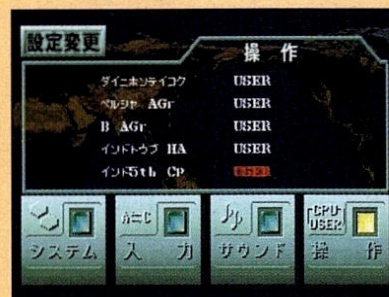 設定変更
操作
ダイニホンテイコク USER
ペルシャ AGr USER
B AGr USER
インドトウブ HA USER
インド5th Cp
A=C
CPU
USER
システム
入力
サウンド
操作